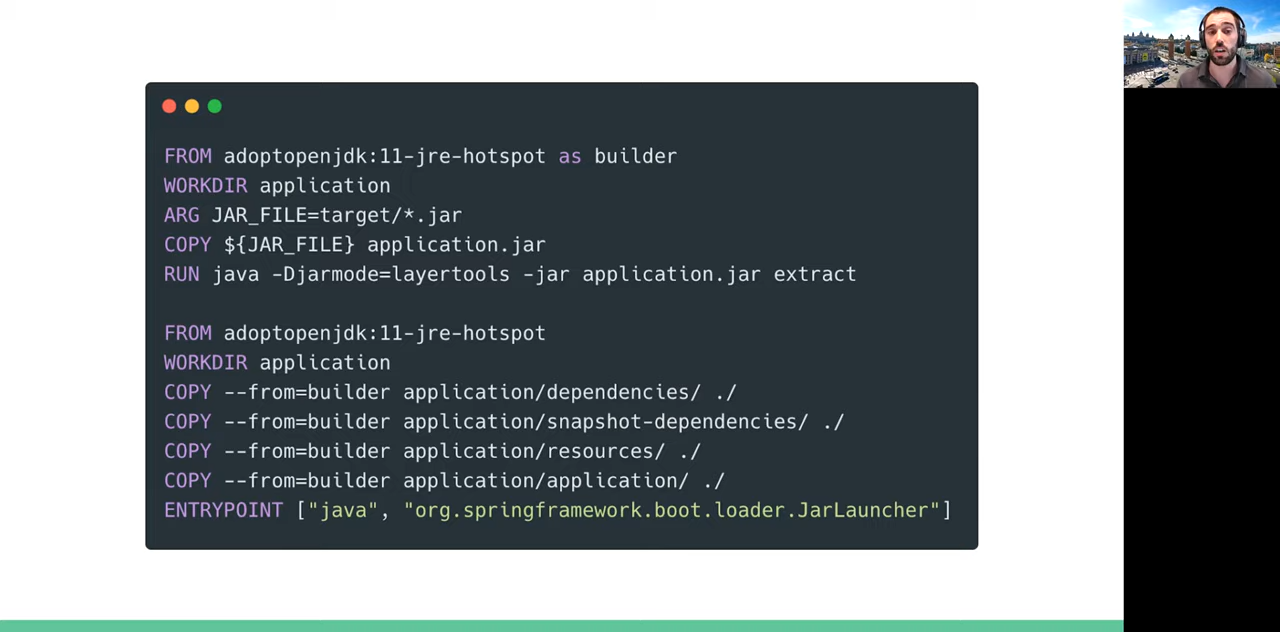 FROM adoptopenjdk:11-jre-hotspot as builder
WORKDIR application
ARG JAR_FILE=target/*.jar
COPY ${JAR_FILE} application.jar
RUN java -Djarmode=layertools -jar application.jar extract
FROM adoptopenjdk:11-jre-hotspot
WORKDIR application
COPY --from=builder application/dependencies/ ./
COPY --from=builder application/snapshot-dependencies/ ./
COPY --from=builder application/resources/ ./
COPY --from=builder application/application/ ./
ENTRYPOINT ["java", "org.springframework.boot.loader.JarLauncher"]